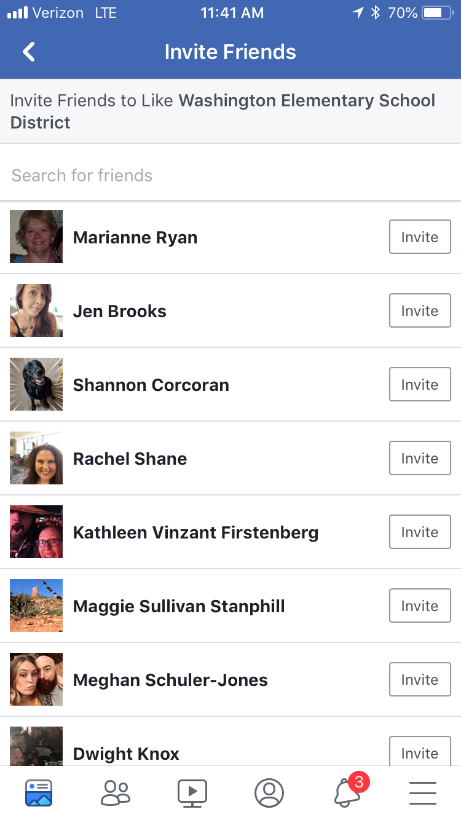 Verizon LTE 11:41 AM 70%
Invite Friends
Invite Friends to Like Washington Elementary School
District
Search for friends
Marianne Ryan Invite
Jen Brooks Invite
Shannon Corcoran Invite
Rachel Shane Invite
Kathleen Vinzant Firstenberg Invite
Maggie Sullivan Stanphill Invite
Meghan Schuler-Jones Invite
Dwight Knox Invite
3